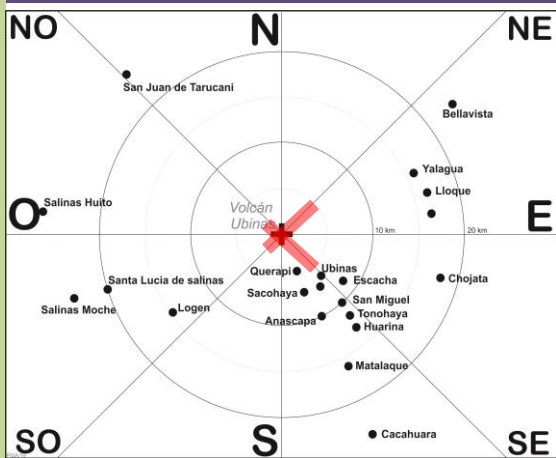 NO
N
NE
San Juan de Tarucani
Bellavista
Yalagua
Lloque
Salinas Huito
Volcán
Ubinas
O
10 km
20 km
E
Querapi
Ubinas
Escacha
Chojata
Santa Lucia de salinas
Sacohaya
San Miguel
Salinas Moche
Logen
Anascapa
Tonohaya
Huarina
Matalaque
Cacahuara
SO
S
SE